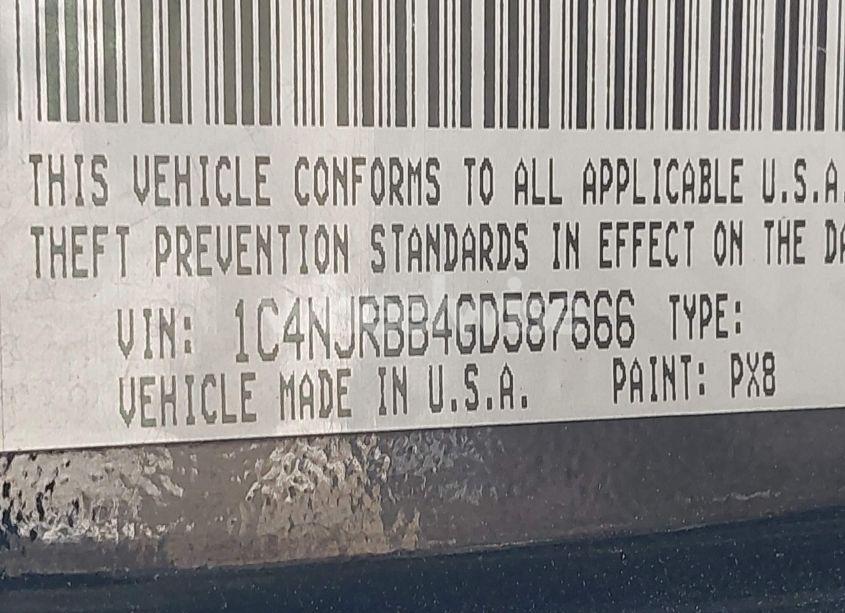 THIS VEHICLE CONFORMS TO ALL APPLICABLE U.S.A.
THEFT PREVENTION STANDARDS IN EFFECT ON THE DA
VIN: 1C4NJRBB4GD587666 TYPE:
VEHICLE MADE IN U.S.A. PAINT: PX8